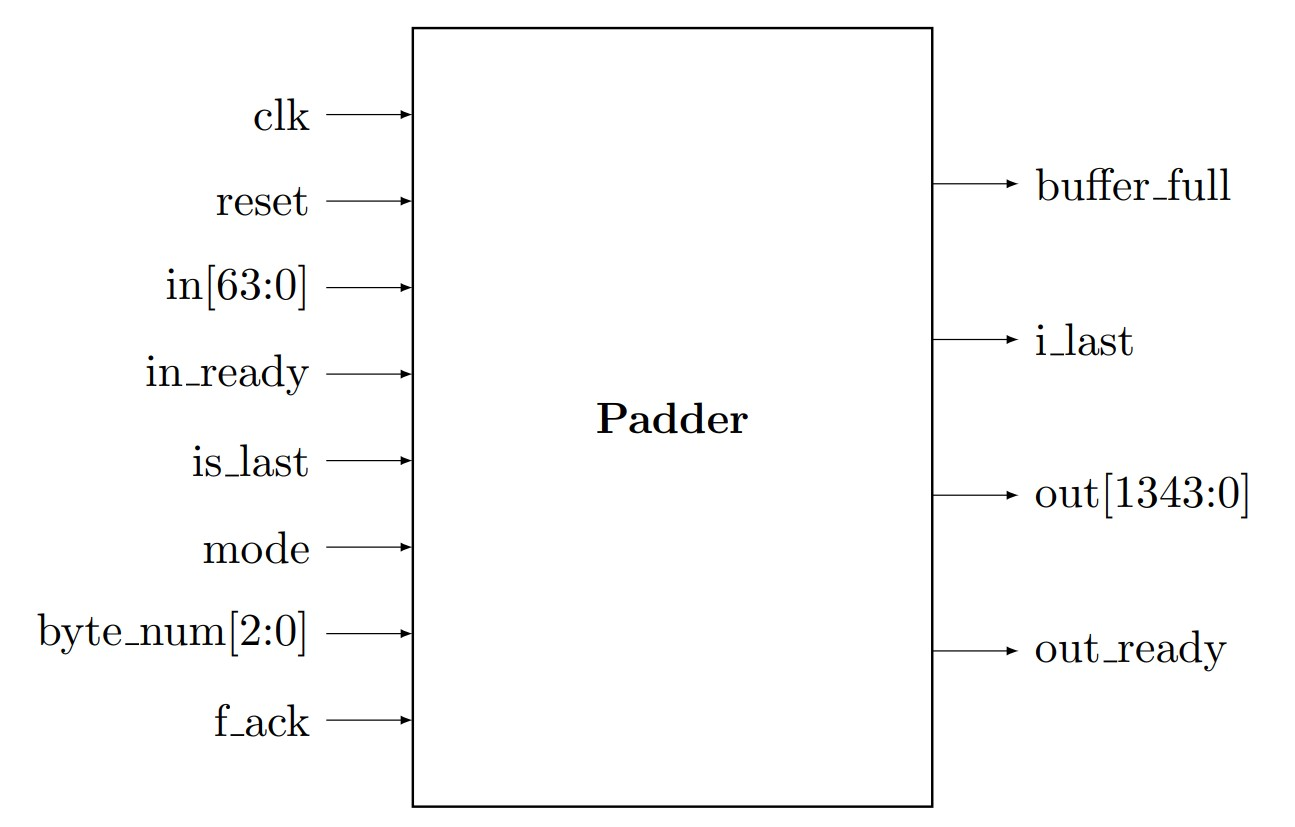 clk
reset
in[63:0]
in_ready
is_last
mode
byte_num[2:0]
f_ack
Padder
buffer_full
i_last
out[1343:0]
out_ready